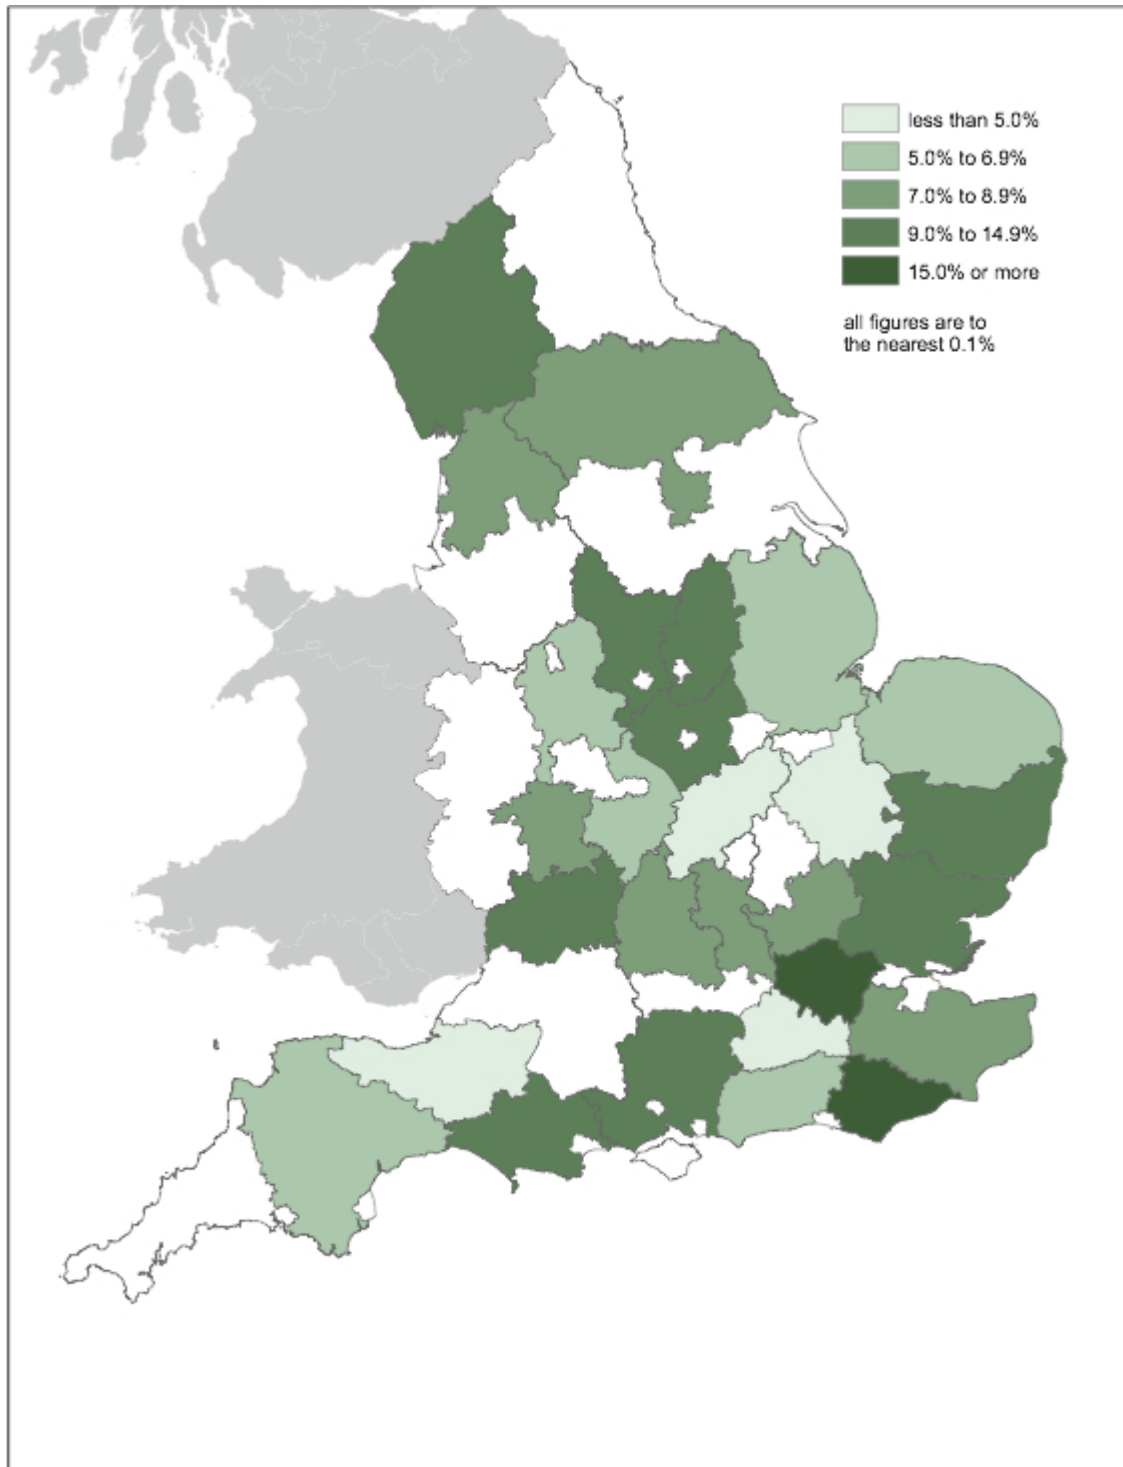 less than 5.0%
5.0% to 6.9%
7.0% to 8.9%
9.0% to 14.9%
15.0% or more
all figures are to
the nearest 0.1%